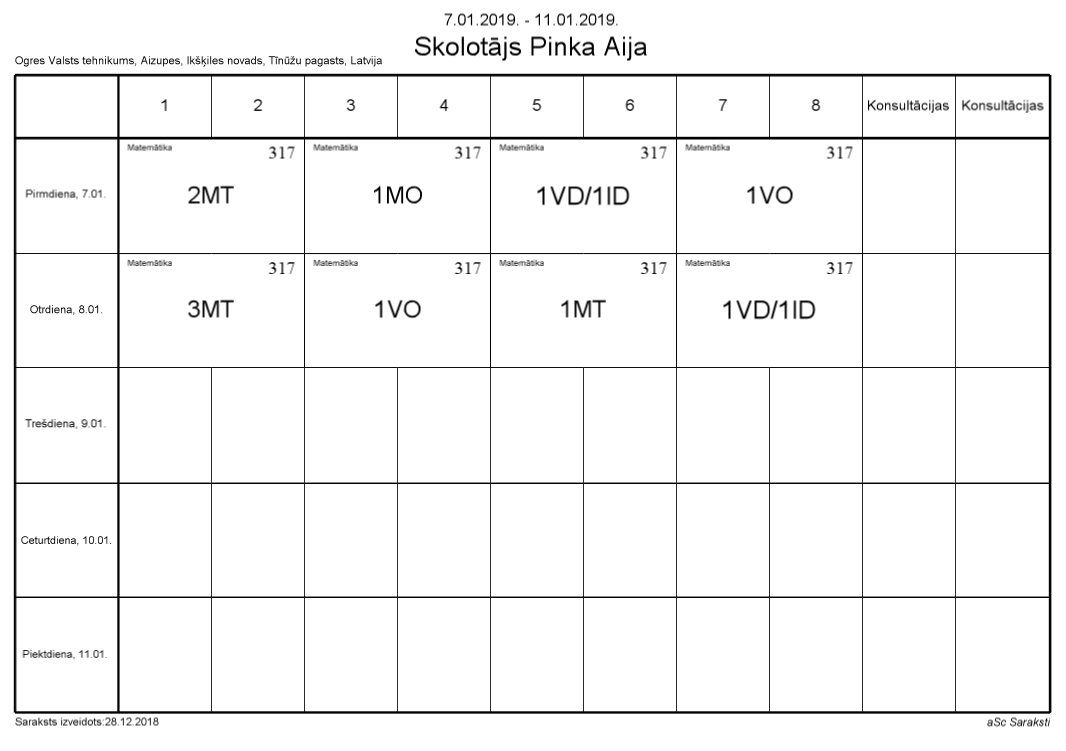 7.01.2019. - 11.01.2019.
Skolotājs Pinka Aija
Ogres Valsts tehnikums, Aizupes, Ikšķiles novads, Tīnūžu pagasts, Latvija
1 2 3 4 5 6 7 8 Konsultācijas Konsultācijas
Matemātika 317 Matemātika 317 Matemātika 317 Matemātika 317
Pirmdiena, 7.01. 2MT 1MO 1VD/1ID 1VO
Matemātika 317 Matemātika 317 Matemātika 317 Matemātika 317
Otrdiena, 8.01. 3MT 1VO 1MT 1VD/1ID
Trešdiena, 9.01.
Ceturtdiena, 10.01.
Piektdiena, 11.01.
Saraksts izveidots:28.12.2018 aSc Saraksti